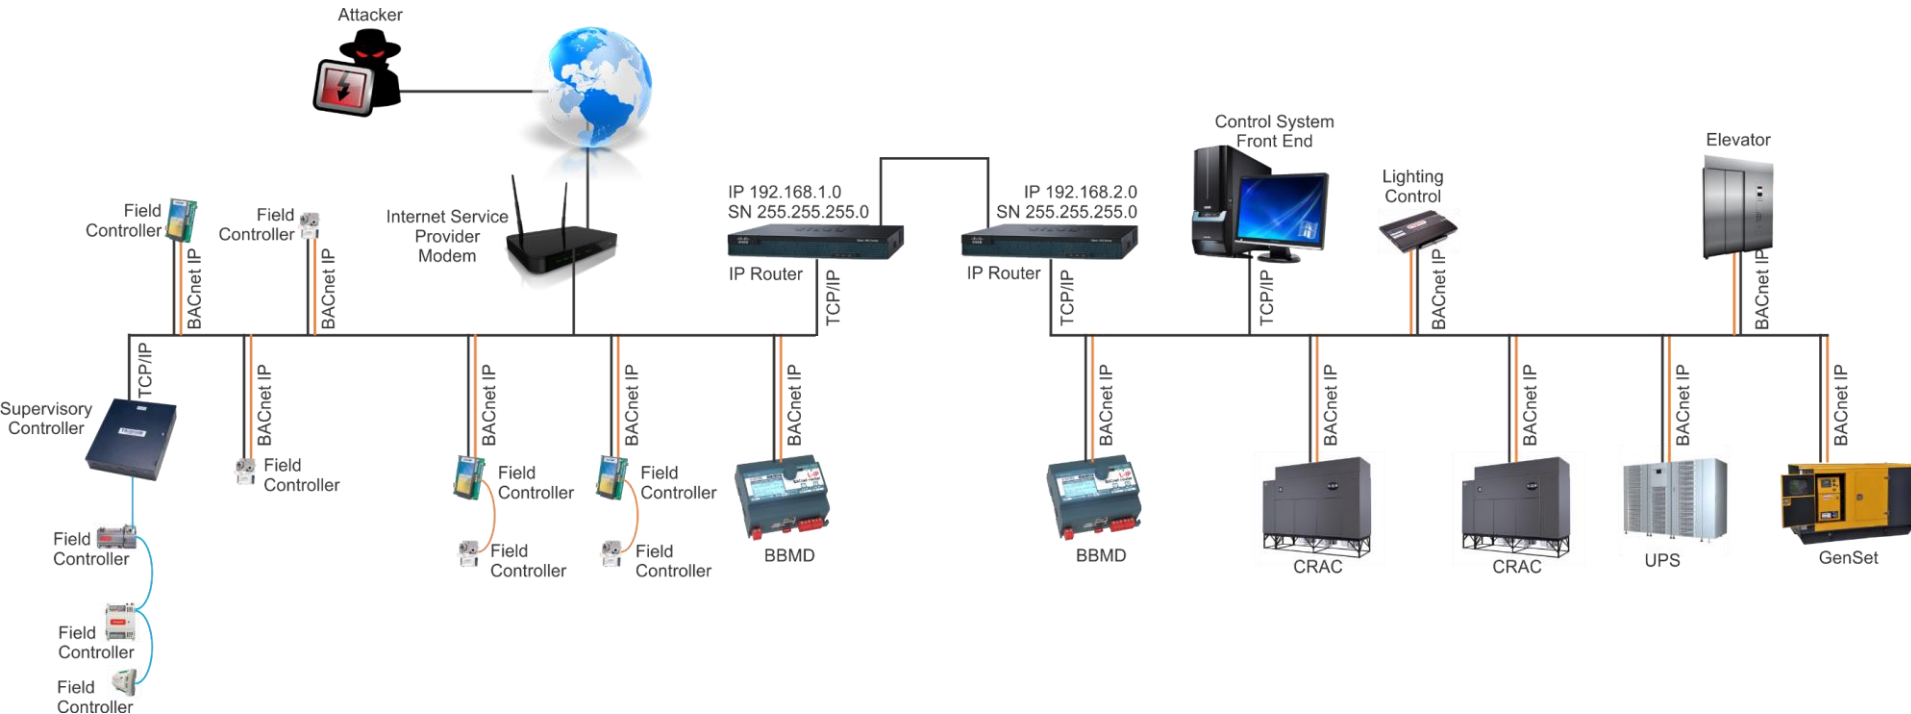 Attacker
Control System
Front End
Elevator
Lighting
Control
IP 192.168.1.0
SN 255.255.255.0
IP 192.168.2.0
SN 255.255.255.0
Field
Controller
Field
Controller
Internet Service
Provider
Modem
IP Router
IP Router
BACnet IP
BACnet IP
TCP/IP
TCP/IP
TCP/IP
BACnet IP
BACnet IP
TCP/IP
BACnet IP
BACnet IP
BACnet IP
BACnet IP
BACnet IP
BACnet IP
BACnet IP
BACnet IP
BACnet IP
Supervisory
Controller
Field
Controller
Field
Controller
Field
Controller
Field
Controller
Field
Controller
Field
Controller
BBMD
BBMD
CRAC
CRAC
UPS
GenSet
Field
Controller
Field
Controller